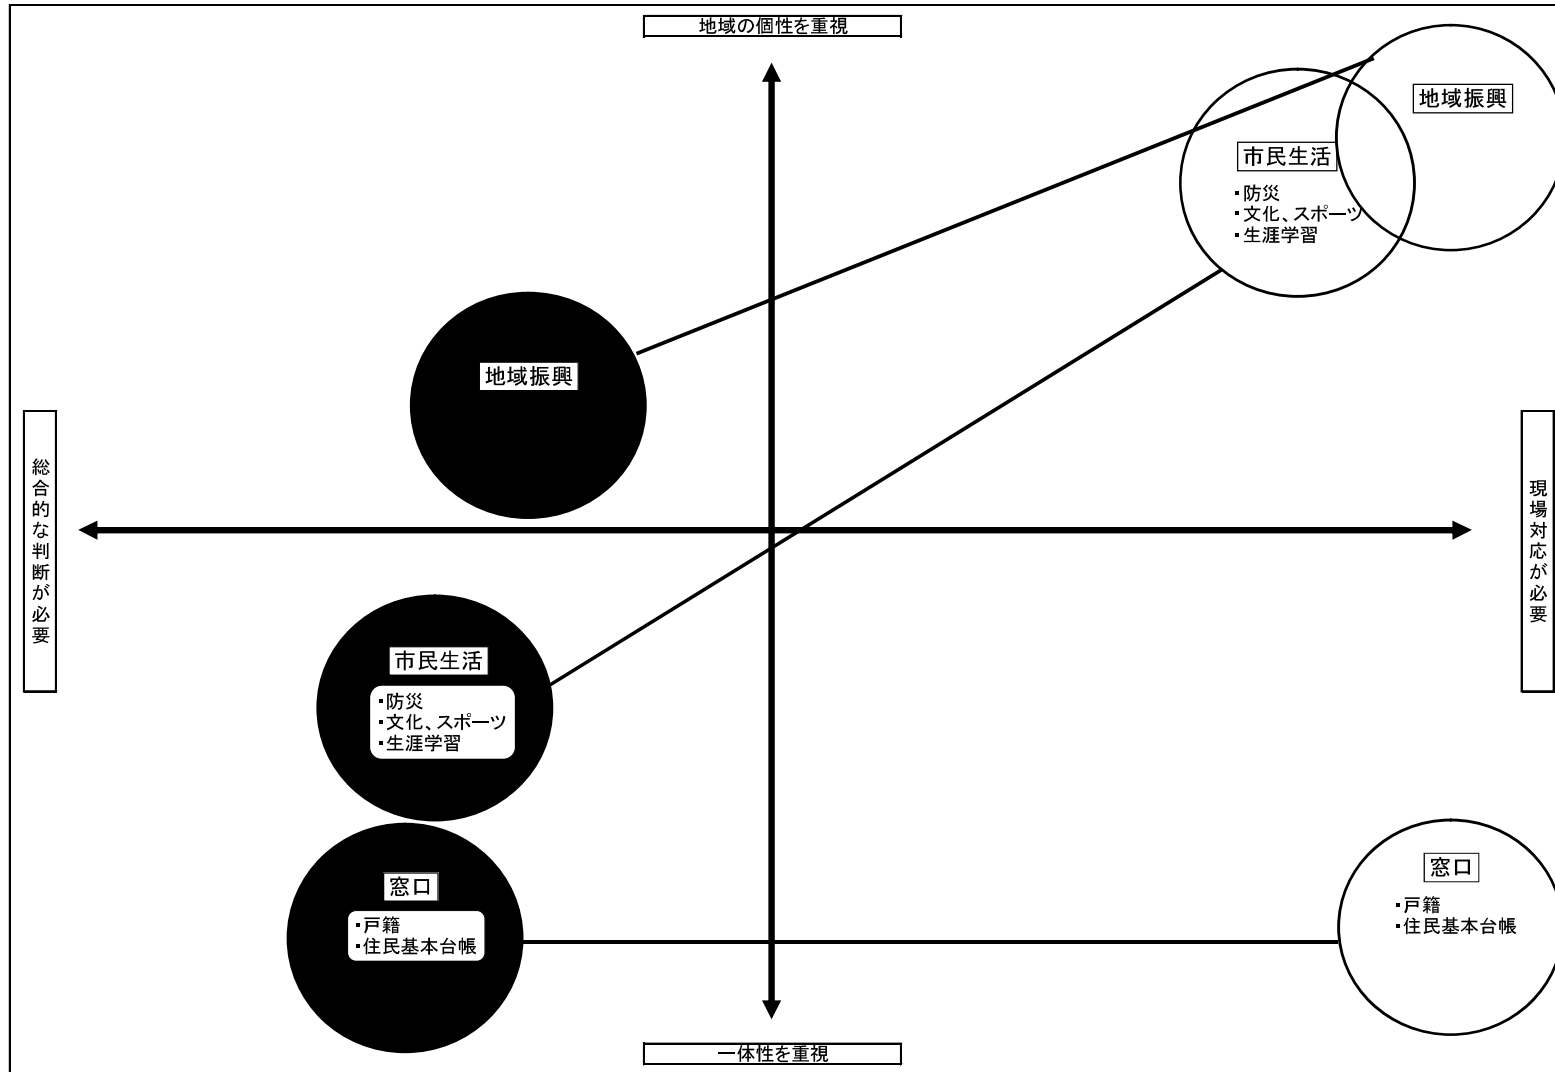 地域の個性を重視
地域振興
市民生活
・防災
・文化、スポーツ
・生涯学習
地域振興
総合的な判断が必要
現場対応が必要
市民生活
・防災
・文化、スポーツ
・生涯学習
窓口
・戸籍
・住民基本台帳
窓口
・戸籍
・住民基本台帳
一体性を重視